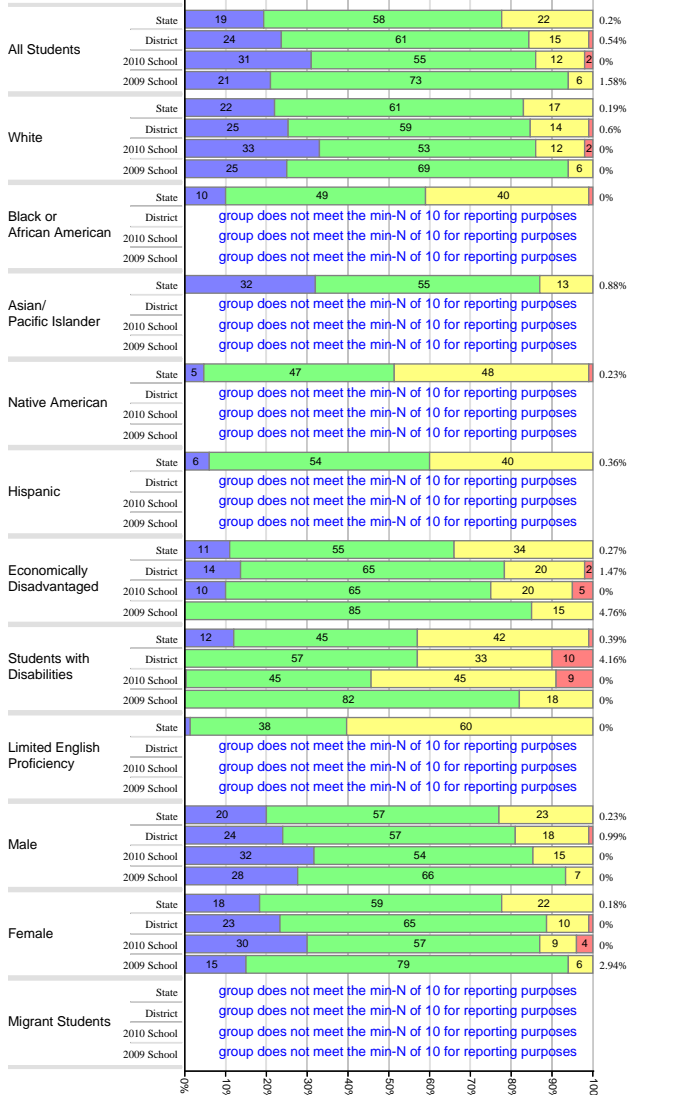 State 19 58 22 0.2%
All Students
District 24 61 15 0.54%
2010 School 31 55 12 2 0%
2009 School 21 73 6 1.58%
State 22 61 17 0.19%
White
District 25 59 14 0.6%
2010 School 33 53 12 2 0%
2009 School 25 69 6 0%
State 10 49 40 0%
Black or
African American
District group does not meet the min-N of 10 for reporting purposes
2010 School group does not meet the min-N of 10 for reporting purposes
2009 School group does not meet the min-N of 10 for reporting purposes
State 32 55 13 0.88%
Asian/
Pacific Islander
District group does not meet the min-N of 10 for reporting purposes
2010 School group does not meet the min-N of 10 for reporting purposes
2009 School group does not meet the min-N of 10 for reporting purposes
State 5 47 48 0.23%
Native American
District group does not meet the min-N of 10 for reporting purposes
2010 School group does not meet the min-N of 10 for reporting purposes
2009 School group does not meet the min-N of 10 for reporting purposes
State 6 54 40 0.36%
Hispanic
District group does not meet the min-N of 10 for reporting purposes
2010 School group does not meet the min-N of 10 for reporting purposes
2009 School group does not meet the min-N of 10 for reporting purposes
State 11 55 34 0.27%
Economically
Disadvantaged
District 14 65 20 2 1.47%
2010 School 10 65 20 5 0%
2009 School 85 15 4.76%
State 12 45 42 0.39%
Students with
Disabilities
District 57 33 10 4.16%
2010 School 45 45 9 0%
2009 School 82 18 0%
State 38 60 0%
Limited English
Proficiency
District group does not meet the min-N of 10 for reporting purposes
2010 School group does not meet the min-N of 10 for reporting purposes
2009 School group does not meet the min-N of 10 for reporting purposes
State 20 57 23 0.23%
Male
District 24 57 18 0.99%
2010 School 32 54 15 0%
2009 School 28 66 7 0%
State 18 59 22 0.18%
Female
District 23 65 10 0%
2010 School 30 57 9 4 0%
2009 School 15 79 6 2.94%
State group does not meet the min-N of 10 for reporting purposes
Migrant Students
District group does not meet the min-N of 10 for reporting purposes
2010 School group does not meet the min-N of 10 for reporting purposes
2009 School group does not meet the min-N of 10 for reporting purposes
0% 10% 20% 30% 40% 50% 60% 70% 80% 90% 100